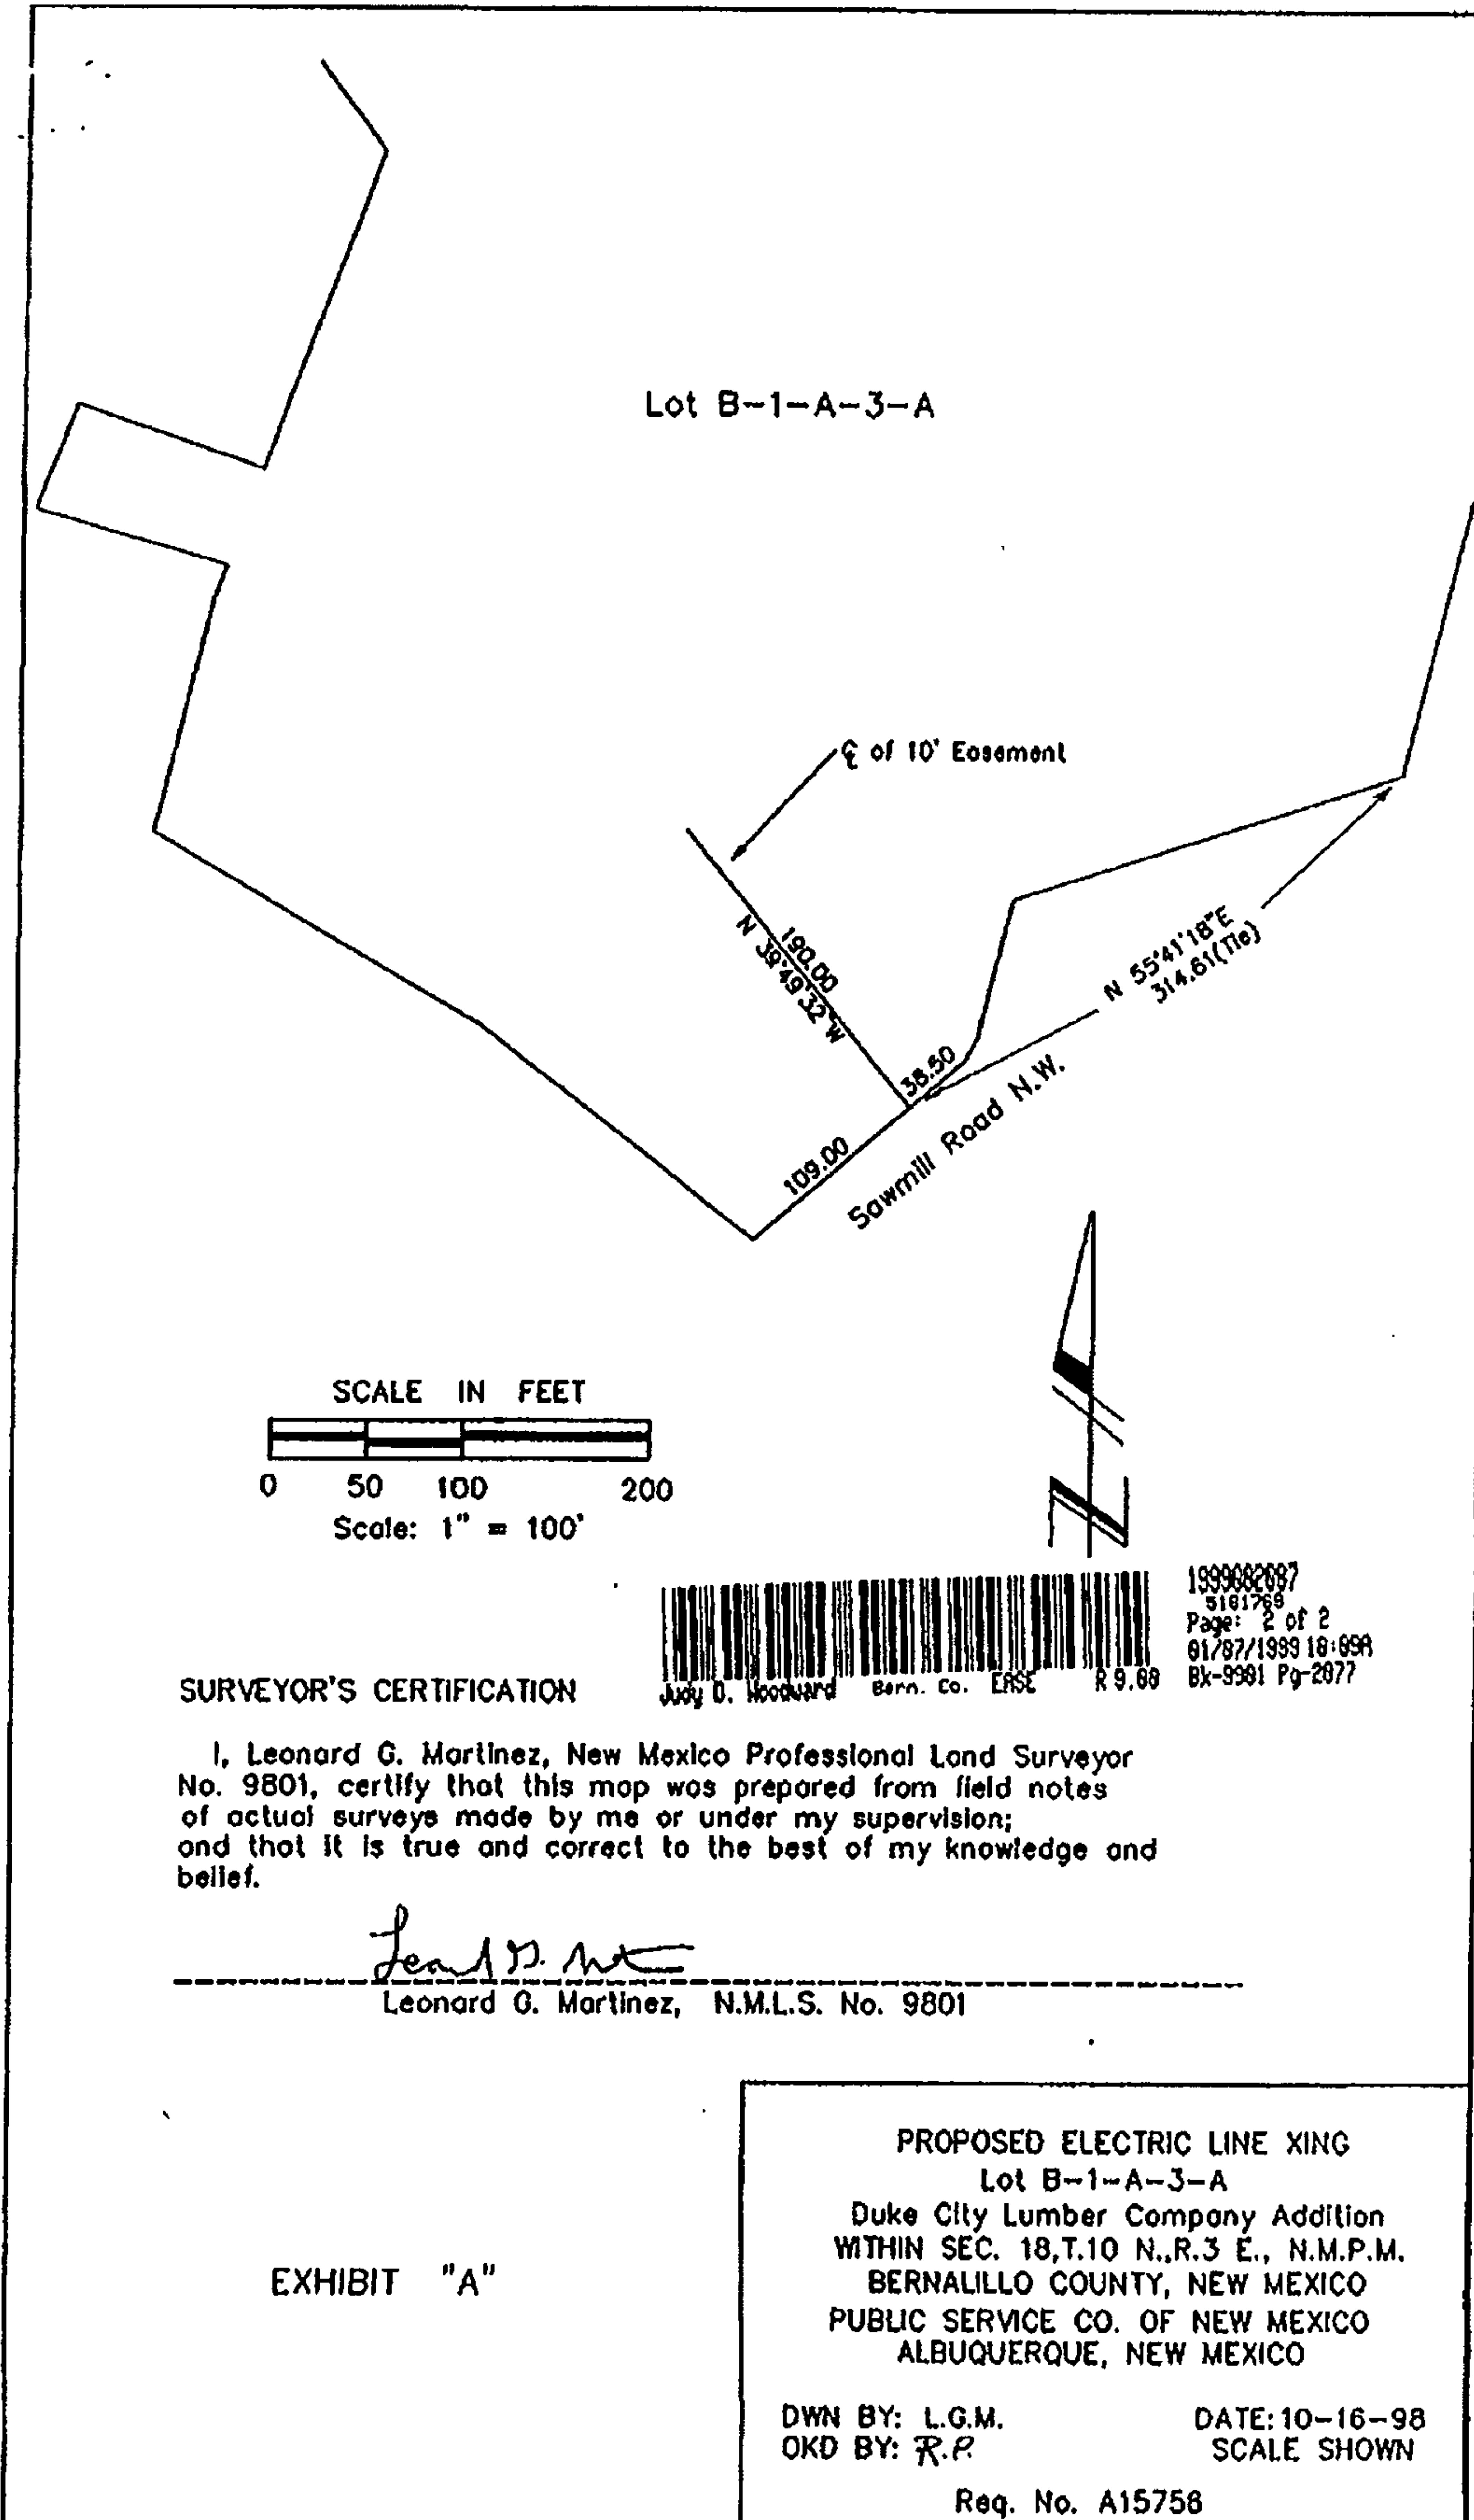 Lot B-1-A-3-A
℄ of 10' Easement
190.00
N 39°49'32" W
N 55°41'18"E
314.61(Tie)
38.50
109.00
Sawmill Road N.W.
SCALE IN FEET
0 50 100 200
Scale: 1" = 100'
5161768
Page: 2 of 2
Judy D. Woodward Bern. Co. EASE R 9.00
SURVEYOR'S CERTIFICATION
I, Leonard G. Martinez, New Mexico Professional Land Surveyor
No. 9801, certify that this map was prepared from field notes
of actual surveys made by me or under my supervision;
and that it is true and correct to the best of my knowledge and
belief.
Leonard G. Martinez, N.M.L.S. No. 9801
EXHIBIT "A"
PROPOSED ELECTRIC LINE XING
Lot B-1-A-3-A
Duke City Lumber Company Addition
WITHIN SEC. 18,T.10 N.,R.3 E., N.M.P.M.
BERNALILLO COUNTY, NEW MEXICO
PUBLIC SERVICE CO. OF NEW MEXICO
ALBUQUERQUE, NEW MEXICO
DWN BY: L.G.M. DATE: 10-16-98
OKD BY: R.P. SCALE SHOWN
Req. No. A15758